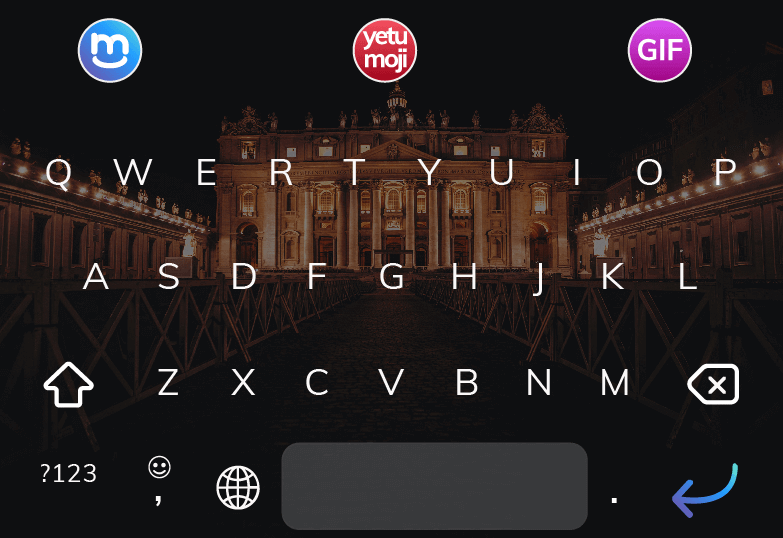 m yetu moji GIF
Q W E R T Y U I O P
A S D F G H J K L
Z X C V B N M
?123 , .